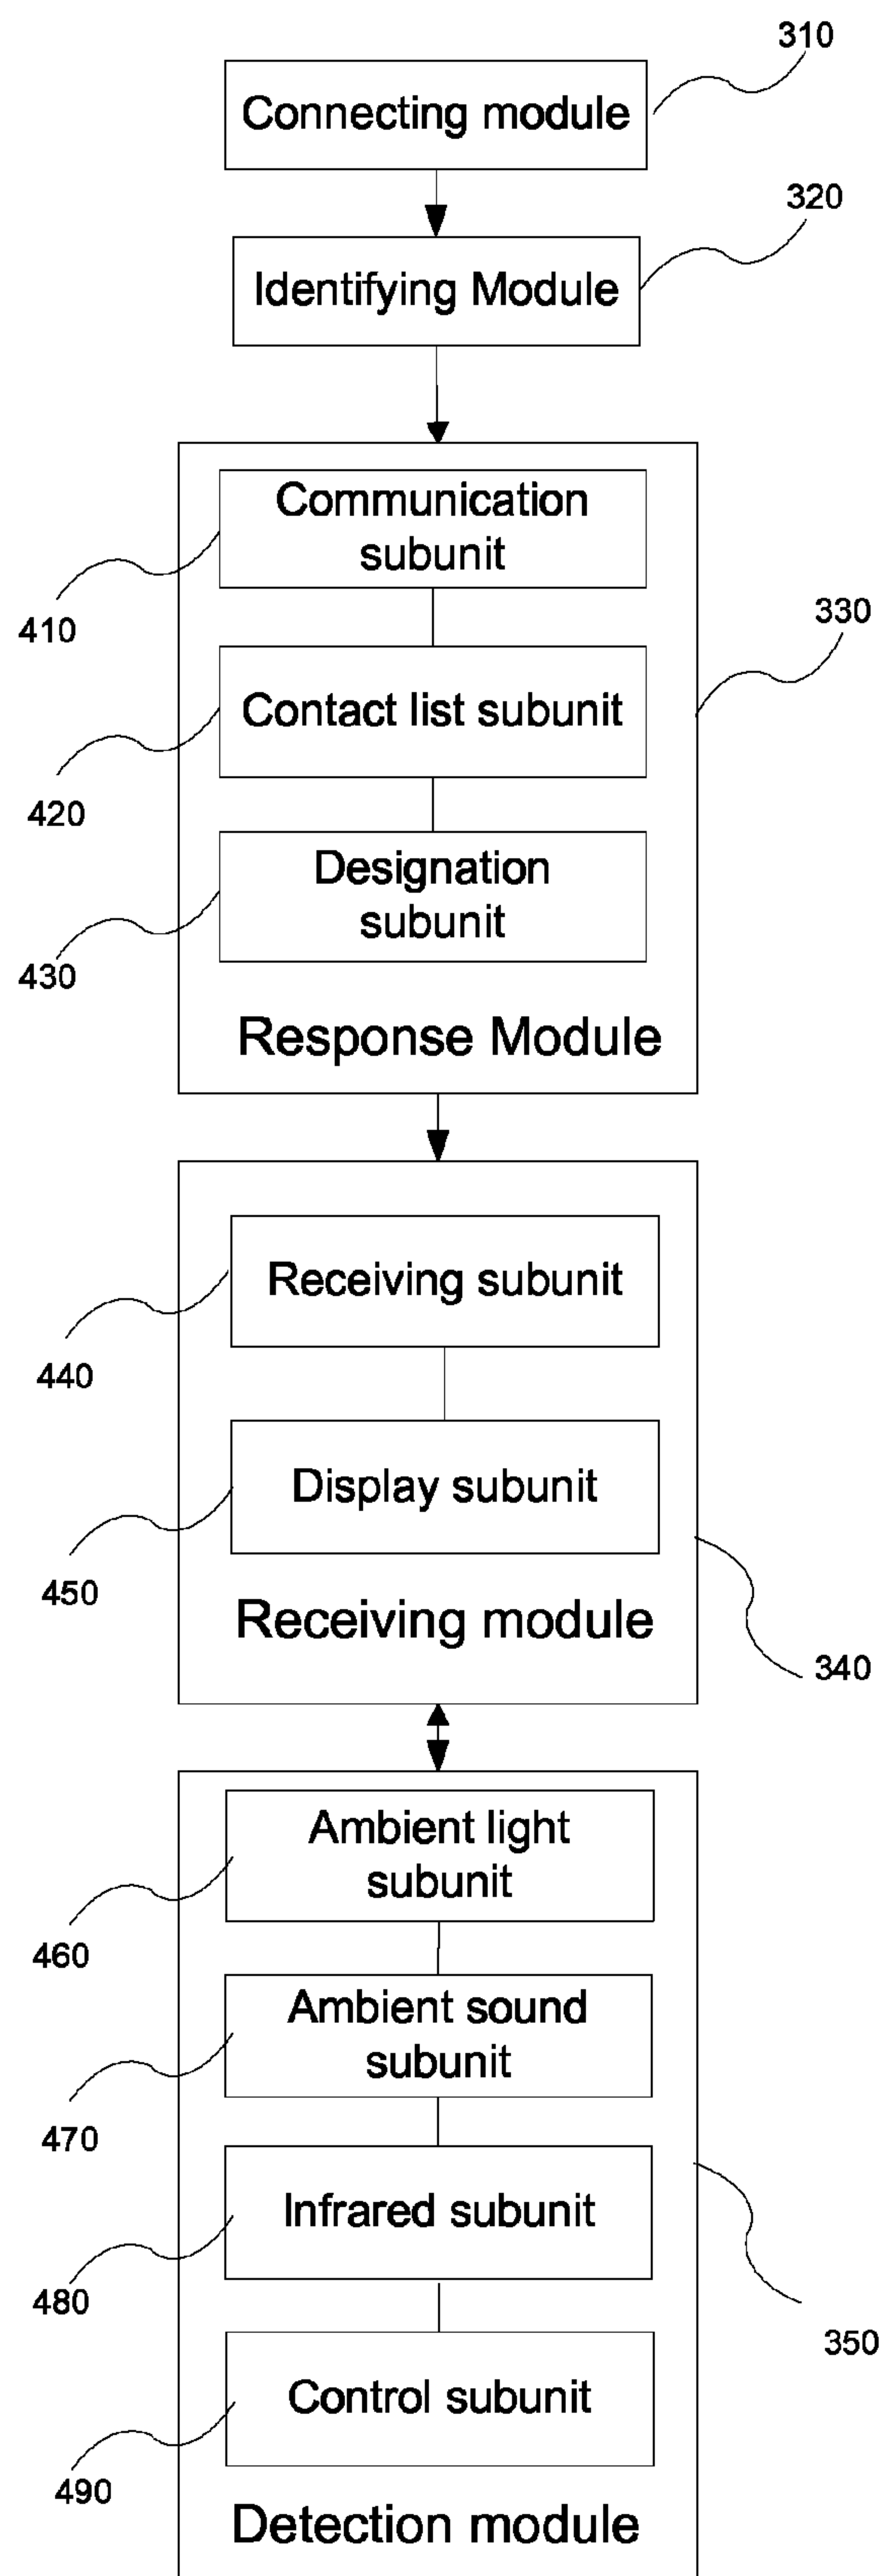 310
Connecting module
320
Identifying Module
Communication
subunit
410
330
Contact list subunit
420
Designation
subunit
430
Response Module
Receiving subunit
440
Display subunit
450
Receiving module
340
Ambient light
subunit
460
Ambient sound
subunit
470
Infrared subunit
480
350
Control subunit
490
Detection module